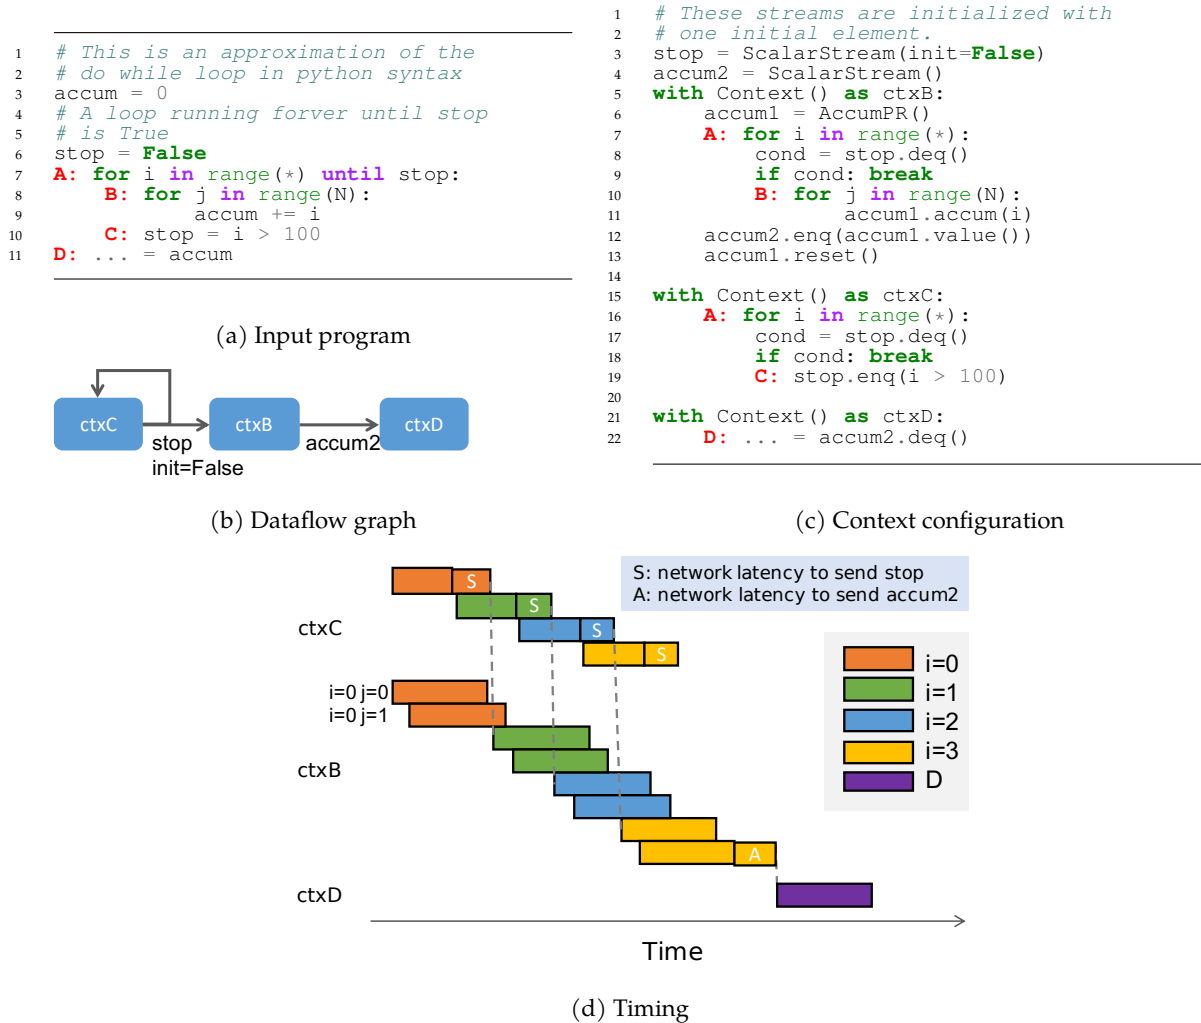 1 # This is an approximation of the
2 # do while loop in python syntax
3 accum = 0
4 # A loop running forver until stop
5 # is True
6 stop = False
7 A: for i in range(*) until stop:
8 B: for j in range(N):
9 accum += i
10 C: stop = i > 100
11 D: ... = accum
(a) Input program
ctxC
ctxB
ctxD
stop
init=False
accum2
(b) Dataflow graph
1 # These streams are initialized with
2 # one initial element.
3 stop = ScalarStream(init=False)
4 accum2 = ScalarStream()
5 with Context() as ctxB:
6 accum1 = AccumPR()
7 A: for i in range(*):
8 cond = stop.deq()
9 if cond: break
10 B: for j in range(N):
11 accum1.accum(i)
12 accum2.enq(accum1.value())
13 accum1.reset()
14
15 with Context() as ctxC:
16 A: for i in range(*):
17 cond = stop.deq()
18 if cond: break
19 C: stop.enq(i > 100)
20
21 with Context() as ctxD:
22 D: ... = accum2.deq()
(c) Context configuration
S: network latency to send stop
A: network latency to send accum2
S
S
S
S
ctxC
i=0 j=0
i=0 j=1
ctxB
A
ctxD
i=0
i=1
i=2
i=3
D
Time
(d) Timing